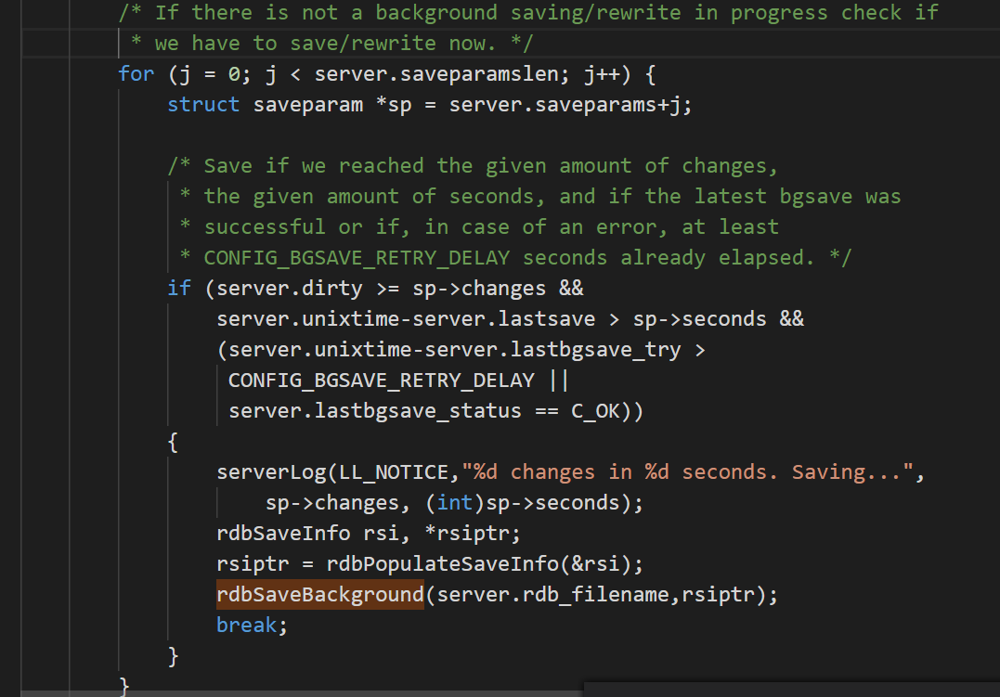 /* If there is not a background saving/rewrite in progress check if
 * we have to save/rewrite now. */
for (j = 0; j < server.saveparamslen; j++) {
    struct saveparam *sp = server.saveparams+j;

    /* Save if we reached the given amount of changes,
     * the given amount of seconds, and if the latest bgsave was
     * successful or if, in case of an error, at least
     * CONFIG_BGSAVE_RETRY_DELAY seconds already elapsed. */
    if (server.dirty >= sp->changes &&
        server.unixtime-server.lastsave > sp->seconds &&
        (server.unixtime-server.lastbgsave_try >
         CONFIG_BGSAVE_RETRY_DELAY ||
         server.lastbgsave_status == C_OK))
    {
        serverLog(LL_NOTICE,"%d changes in %d seconds. Saving...",
            sp->changes, (int)sp->seconds);
        rdbSaveInfo rsi, *rsiptr;
        rsiptr = rdbPopulateSaveInfo(&rsi);
        rdbSaveBackground(server.rdb_filename,rsiptr);
        break;
    }
}